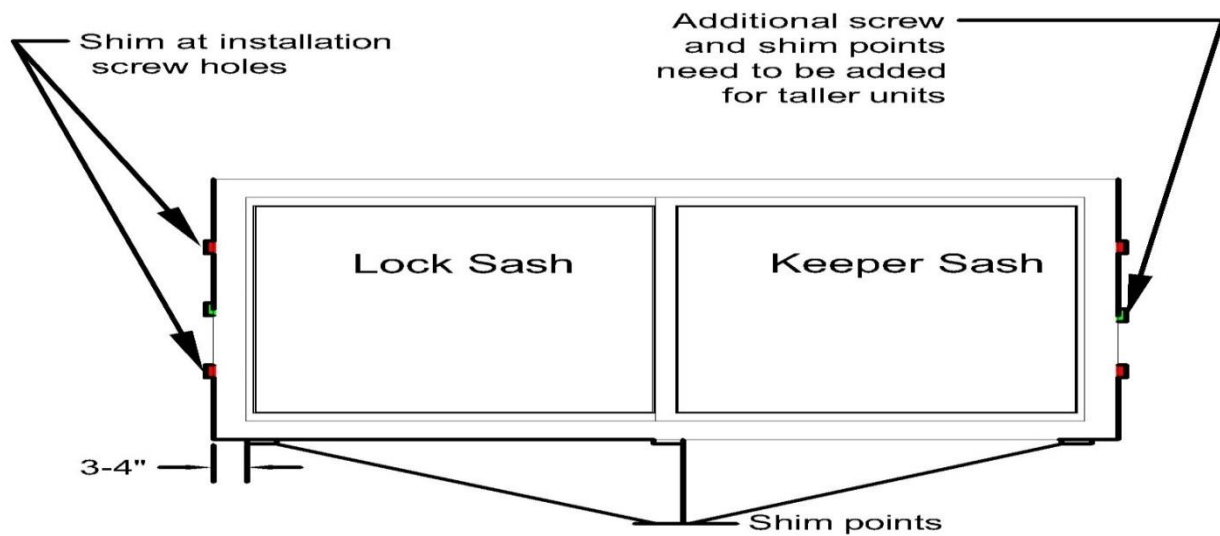 Shim at installation
screw holes
Additional screw
and shim points
need to be added
for taller units
Lock Sash
Keeper Sash
3-4"
Shim points